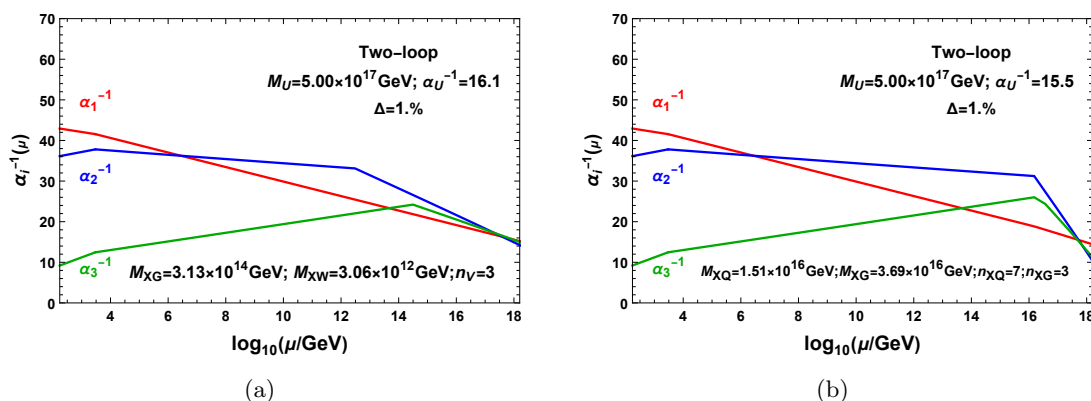 Two-loop
M_U=5.00×10^17GeV; α_U^-1=16.1
Δ=1.%
α_1^-1
α_2^-1
α_3^-1
M_XG=3.13×10^14GeV; M_XW=3.06×10^12GeV;n_V=3
α_i^-1(μ)
70
60
50
40
30
20
10
0
4
6
8
10
12
14
16
18
log10(μ/GeV)
(a)
Two-loop
M_U=5.00×10^17GeV; α_U^-1=15.5
Δ=1.%
α_1^-1
α_2^-1
α_3^-1
M_XQ=1.51×10^16GeV;M_XG=3.69×10^16GeV;n_XQ=7;n_XG=3
α_i^-1(μ)
70
60
50
40
30
20
10
0
4
6
8
10
12
14
16
18
log10(μ/GeV)
(b)